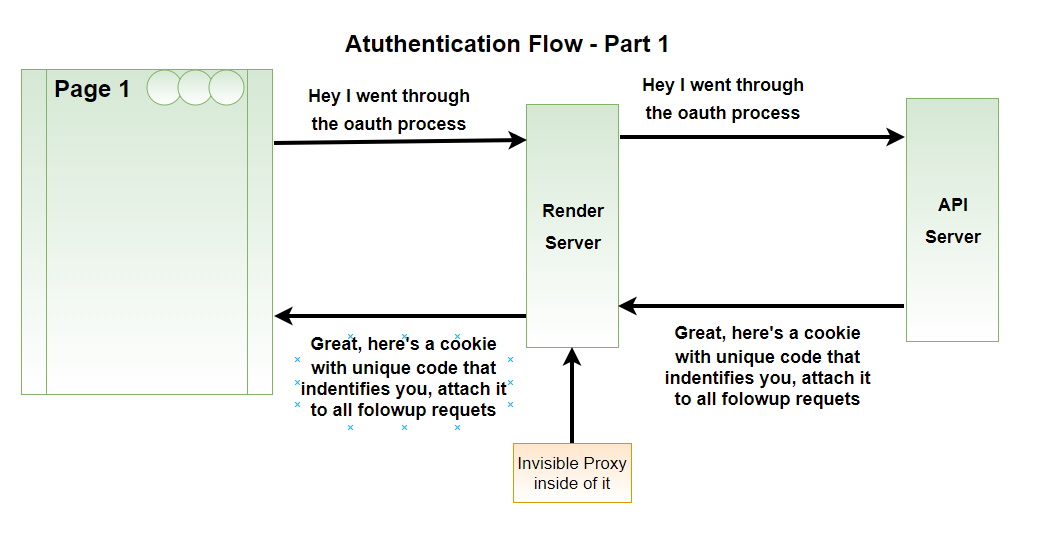 Atuthentication Flow - Part 1
Page 1
Hey I went through
the oauth process
Hey I went through
the oauth process
Render
Server
API
Server
Great, here's a cookie
with unique code that
indentifies you, attach it
to all folowup requets
Great, here's a cookie
with unique code that
indentifies you, attach it
to all folowup requets
Invisible Proxy
inside of it